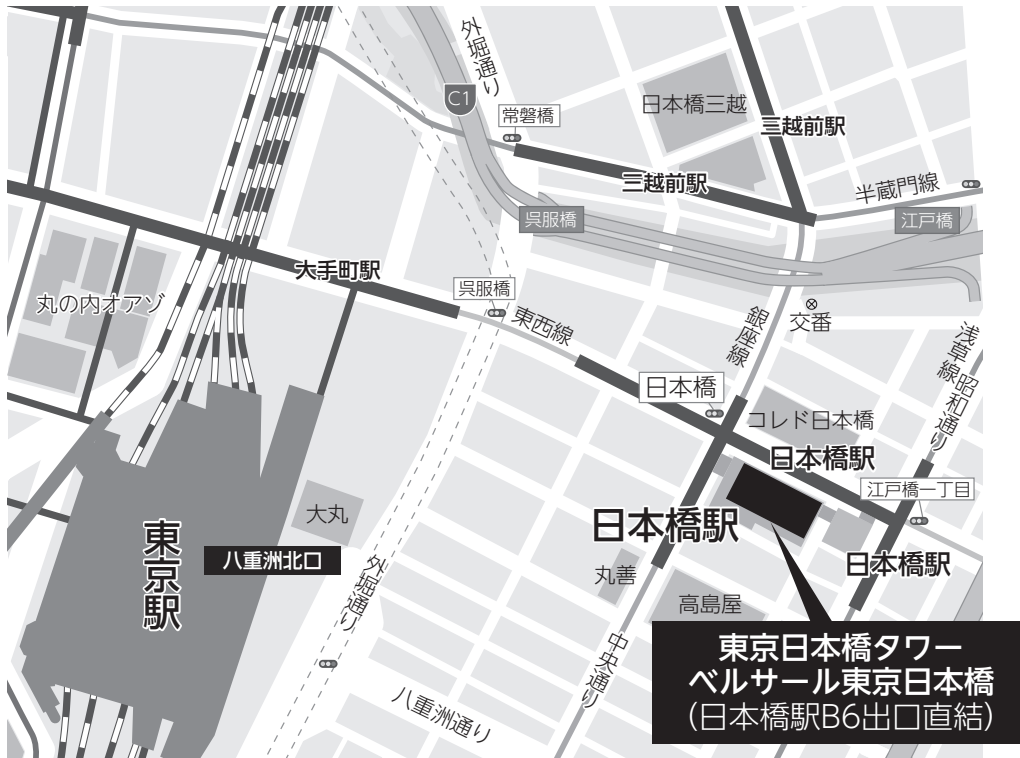 外堀通り
C1
常磐橋
日本橋三越
三越前駅
三越前駅
半蔵門線
呉服橋
江戸橋
大手町駅
丸の内オアゾ
呉服橋
東西線
銀座線
交番
浅草線
昭和通り
日本橋
コレド日本橋
日本橋駅
江戸橋一丁目
大丸
日本橋駅
東京駅
八重洲北口
丸善
日本橋駅
外堀通り
高島屋
中央通り
八重洲通り
東京日本橋タワー
ベルサール東京日本橋
(日本橋駅B6出口直結)